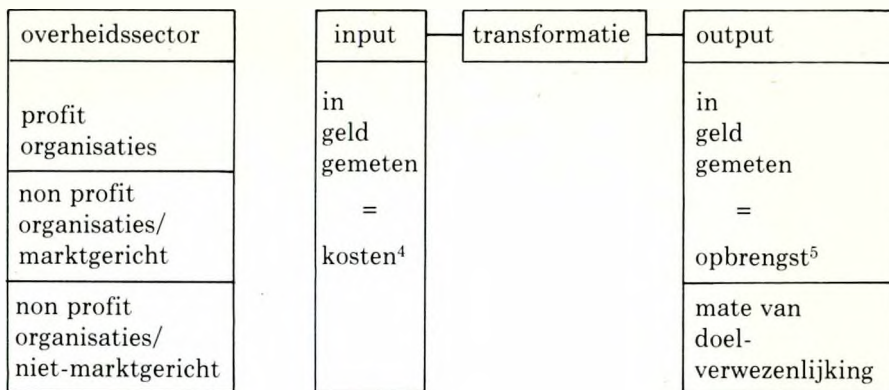 overheidssector
profit
organisaties
non profit
organisaties/
marktgericht
non profit
organisaties/
niet-marktgericht
input
in
geld
gemeten
=
kosten⁴
transformatie
output
in
geld
gemeten
=
opbrengst⁵
mate van
doel-
verwezenlijking